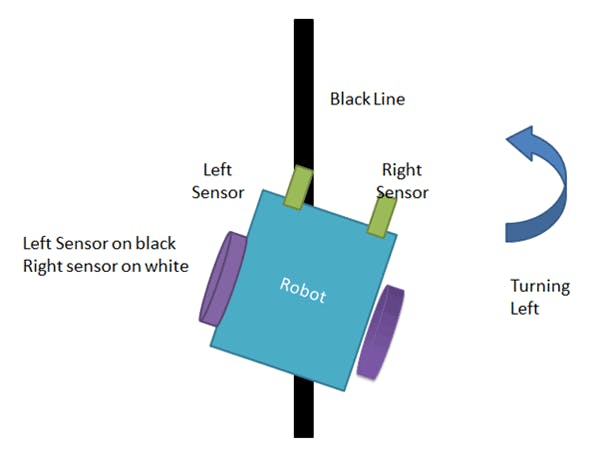 Black Line
Left
Sensor
Right
Sensor
Left Sensor on black
Right sensor on white
Robot
Turning
Left